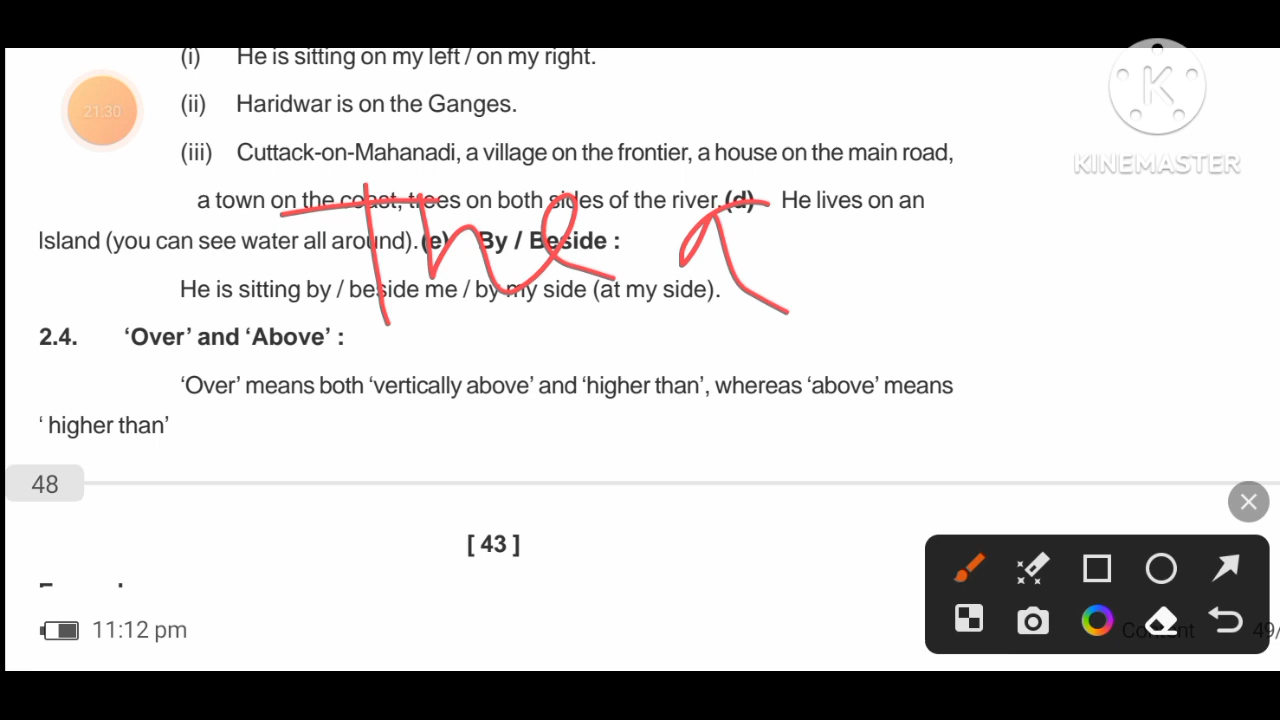 (i) He is sitting on my left / on my right.
21:30
(ii) Haridwar is on the Ganges.
(iii) Cuttack-on-Mahanadi, a village on the frontier, a house on the main road,
KINEMASTER
a town on the coast, trees on both sides of the river.(d) He lives on an
Island (you can see water all around).(e) By / Beside :
The a
He is sitting by / beside me / by my side (at my side).
2.4. ‘Over’ and ‘Above’ :
‘Over’ means both ‘vertically above’ and ‘higher than’, whereas ‘above’ means
‘ higher than’
48
[ 43 ]
11:12 pm
Content 49/